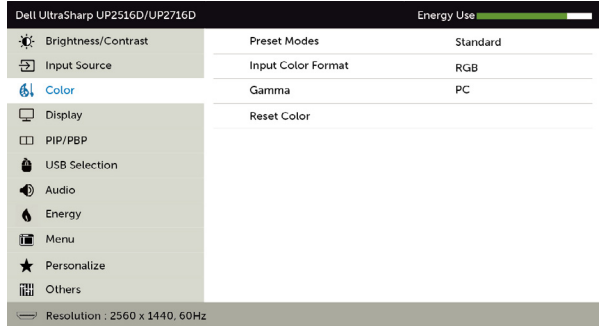 Dell UltraSharp UP2516D/UP2716D Energy Use
Brightness/Contrast
Input Source
Color
Display
PIP/PBP
USB Selection
Audio
Energy
Menu
Personalize
Others
Preset Modes Standard
Input Color Format RGB
Gamma PC
Reset Color
Resolution : 2560 x 1440, 60Hz